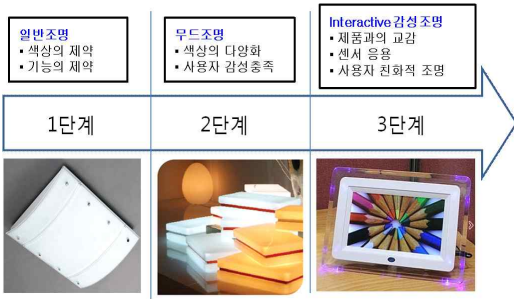 일반조명
▪ 색상의 제약
▪ 기능의 제약
무드조명
▪ 색상의 다양화
▪ 사용자 감성충족
Interactive 감성조명
▪ 제품과의 교감
▪ 센서 응용
▪ 사용자 친화적 조명
1단계
2단계
3단계